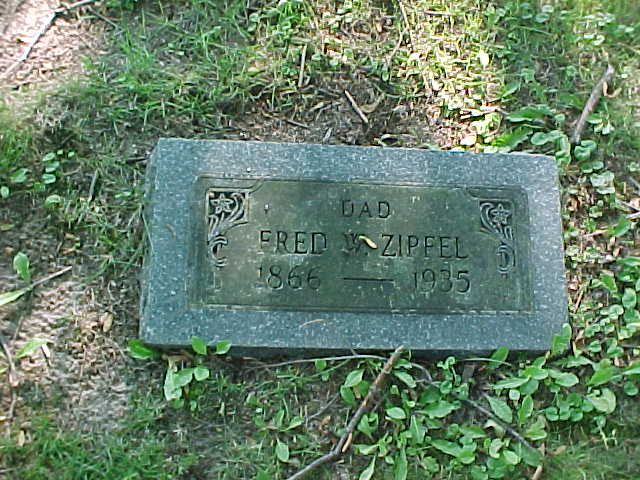 DAD
FRED W. ZIPFEL
1866 — 1935